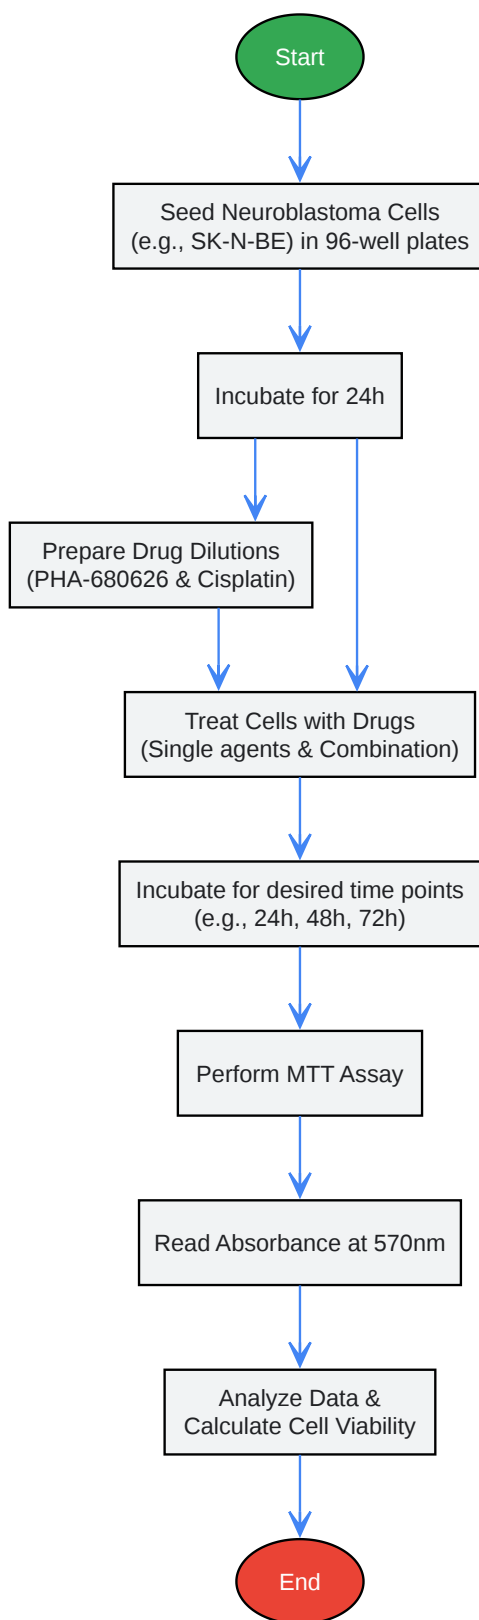 Start
Seed Neuroblastoma Cells
(e.g., SK-N-BE) in 96-well plates
Incubate for 24h
Prepare Drug Dilutions
(PHA-680626 & Cisplatin)
Treat Cells with Drugs
(Single agents & Combination)
Incubate for desired time points
(e.g., 24h, 48h, 72h)
Perform MTT Assay
Read Absorbance at 570nm
Analyze Data &
Calculate Cell Viability
End